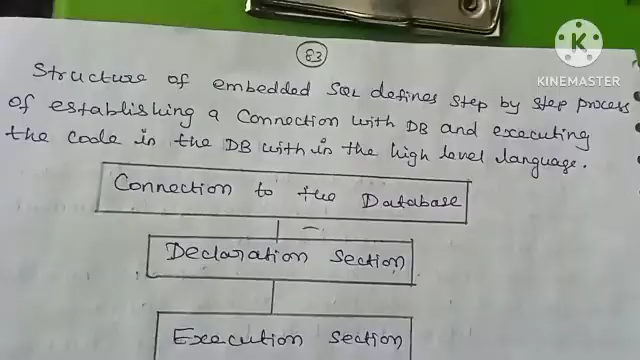 83
K
KINEMASTER
Structure of embedded SQL defines step by step process
of establishing a connection with DB and executing
the code in the DB with in the high level language.
Connection to the Database
Declaration section
Execution section